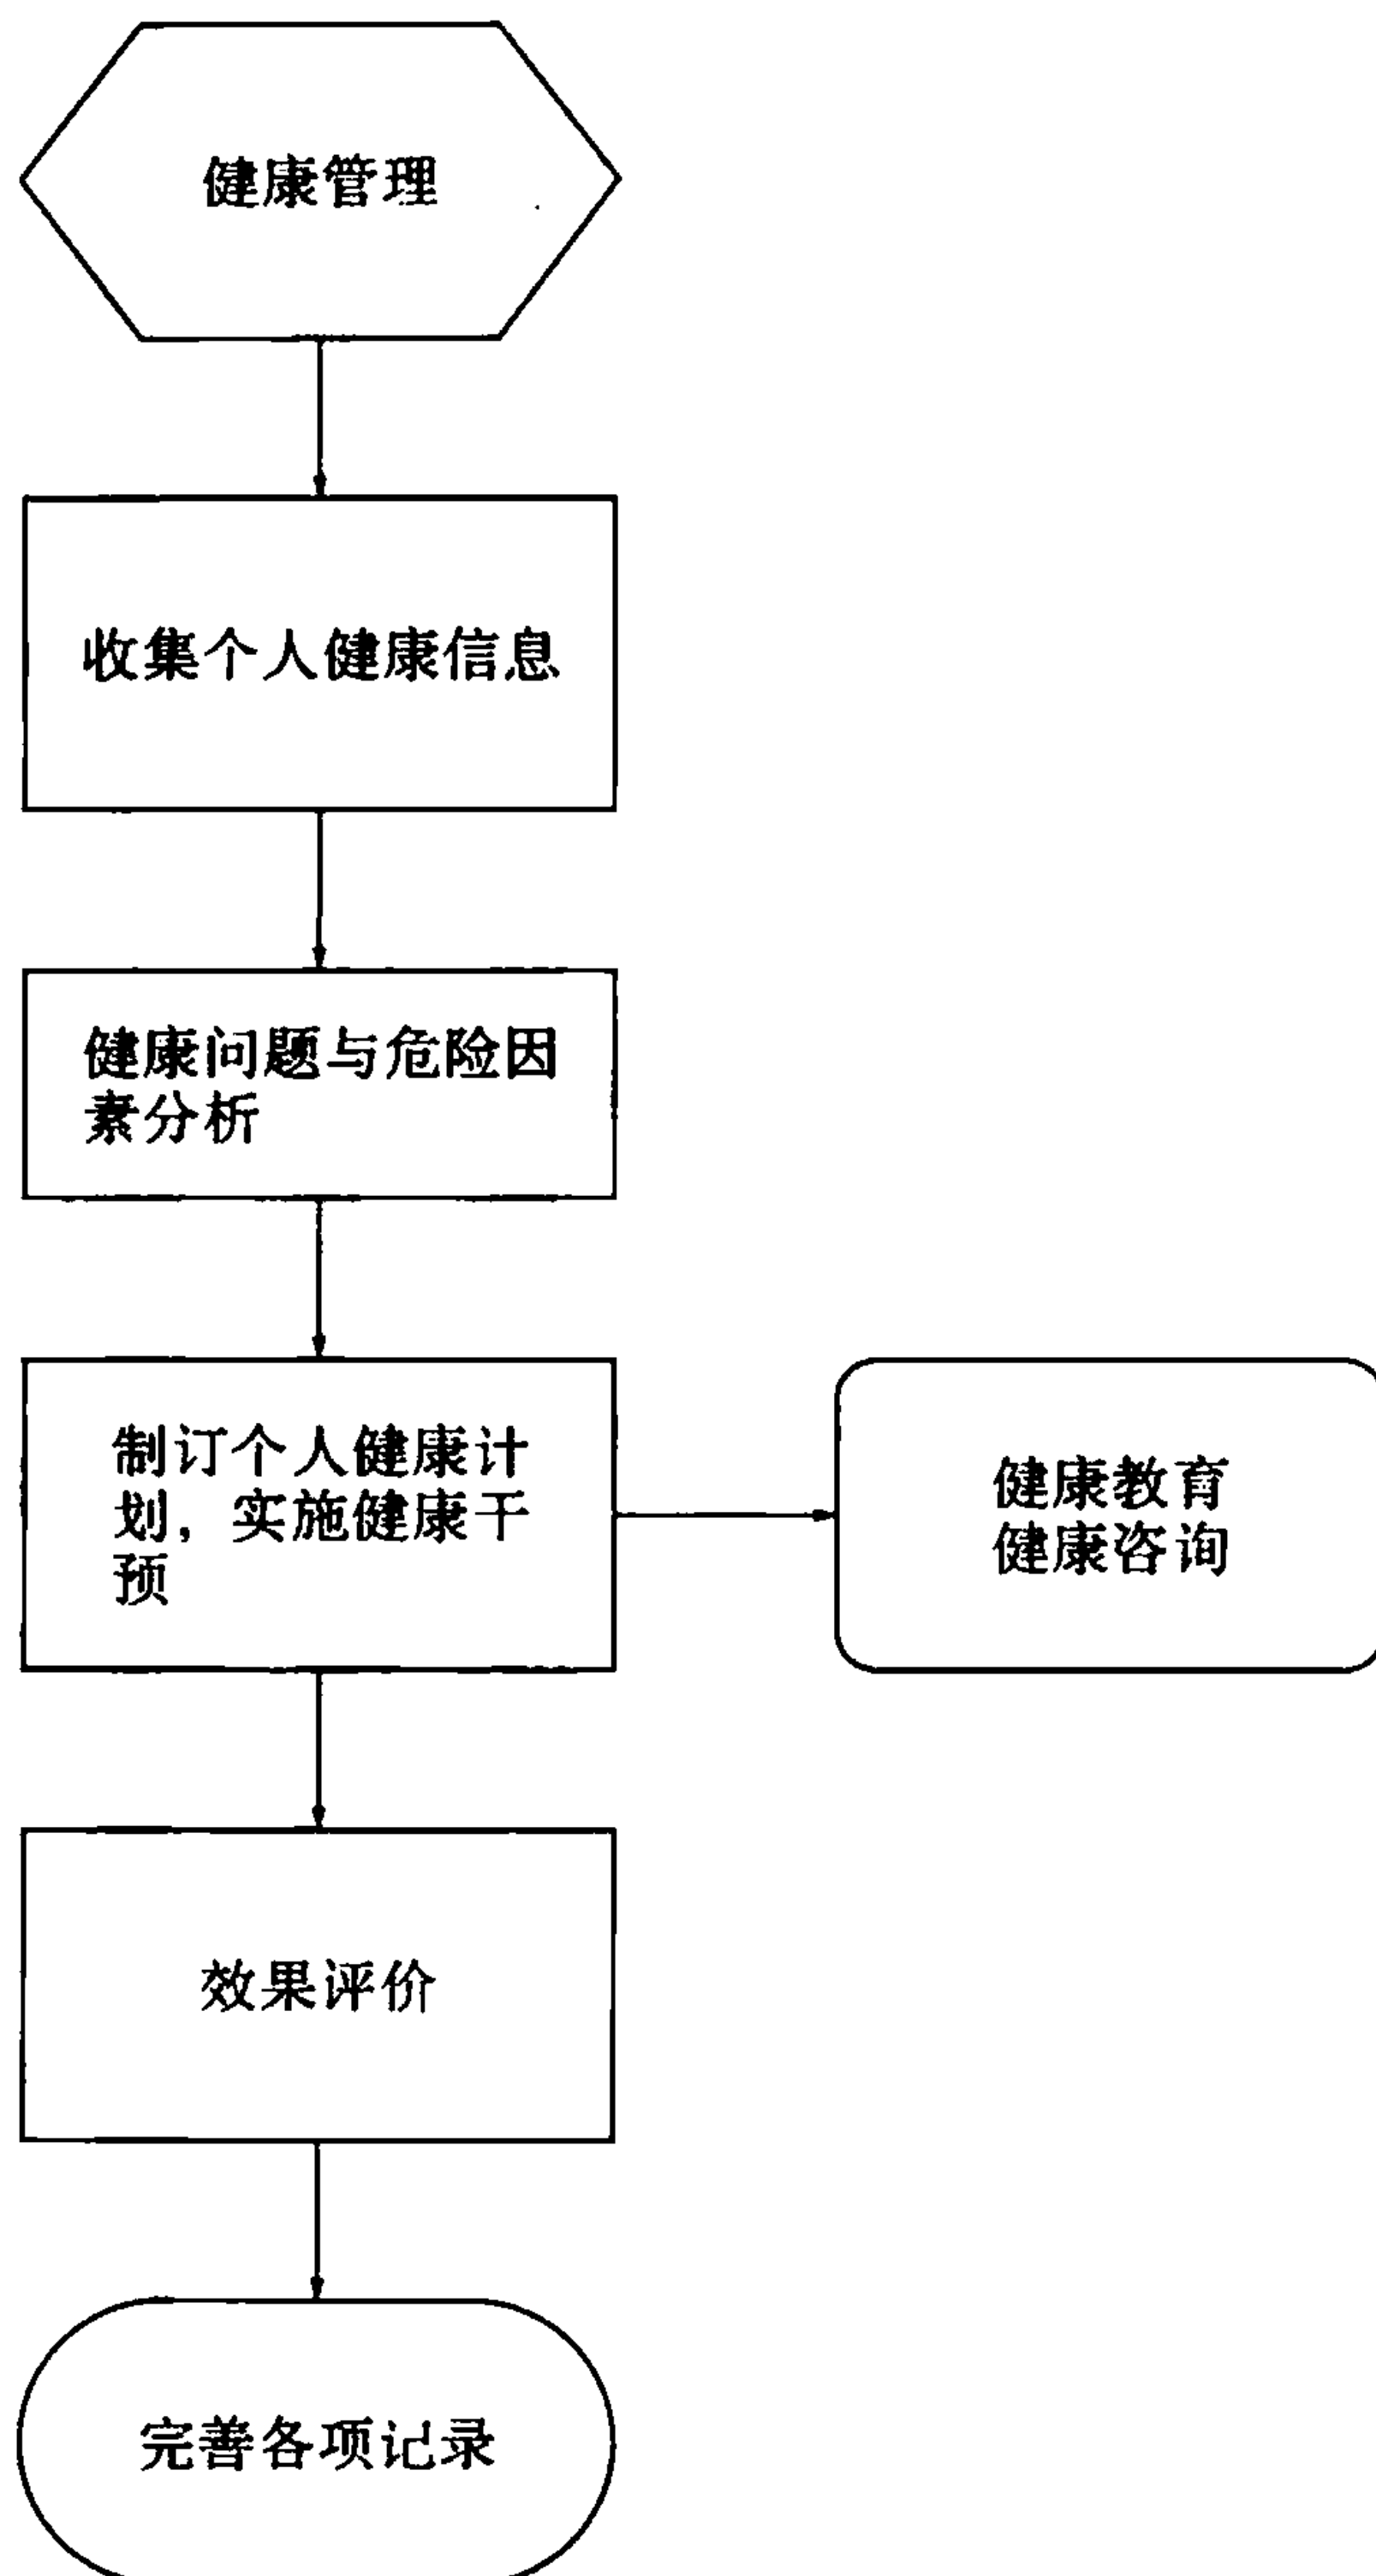 健康管理
收集个人健康信息
健康问题与危险因
素分析
制订个人健康计
划，实施健康干
预
健康教育
健康咨询
效果评价
完善各项记录